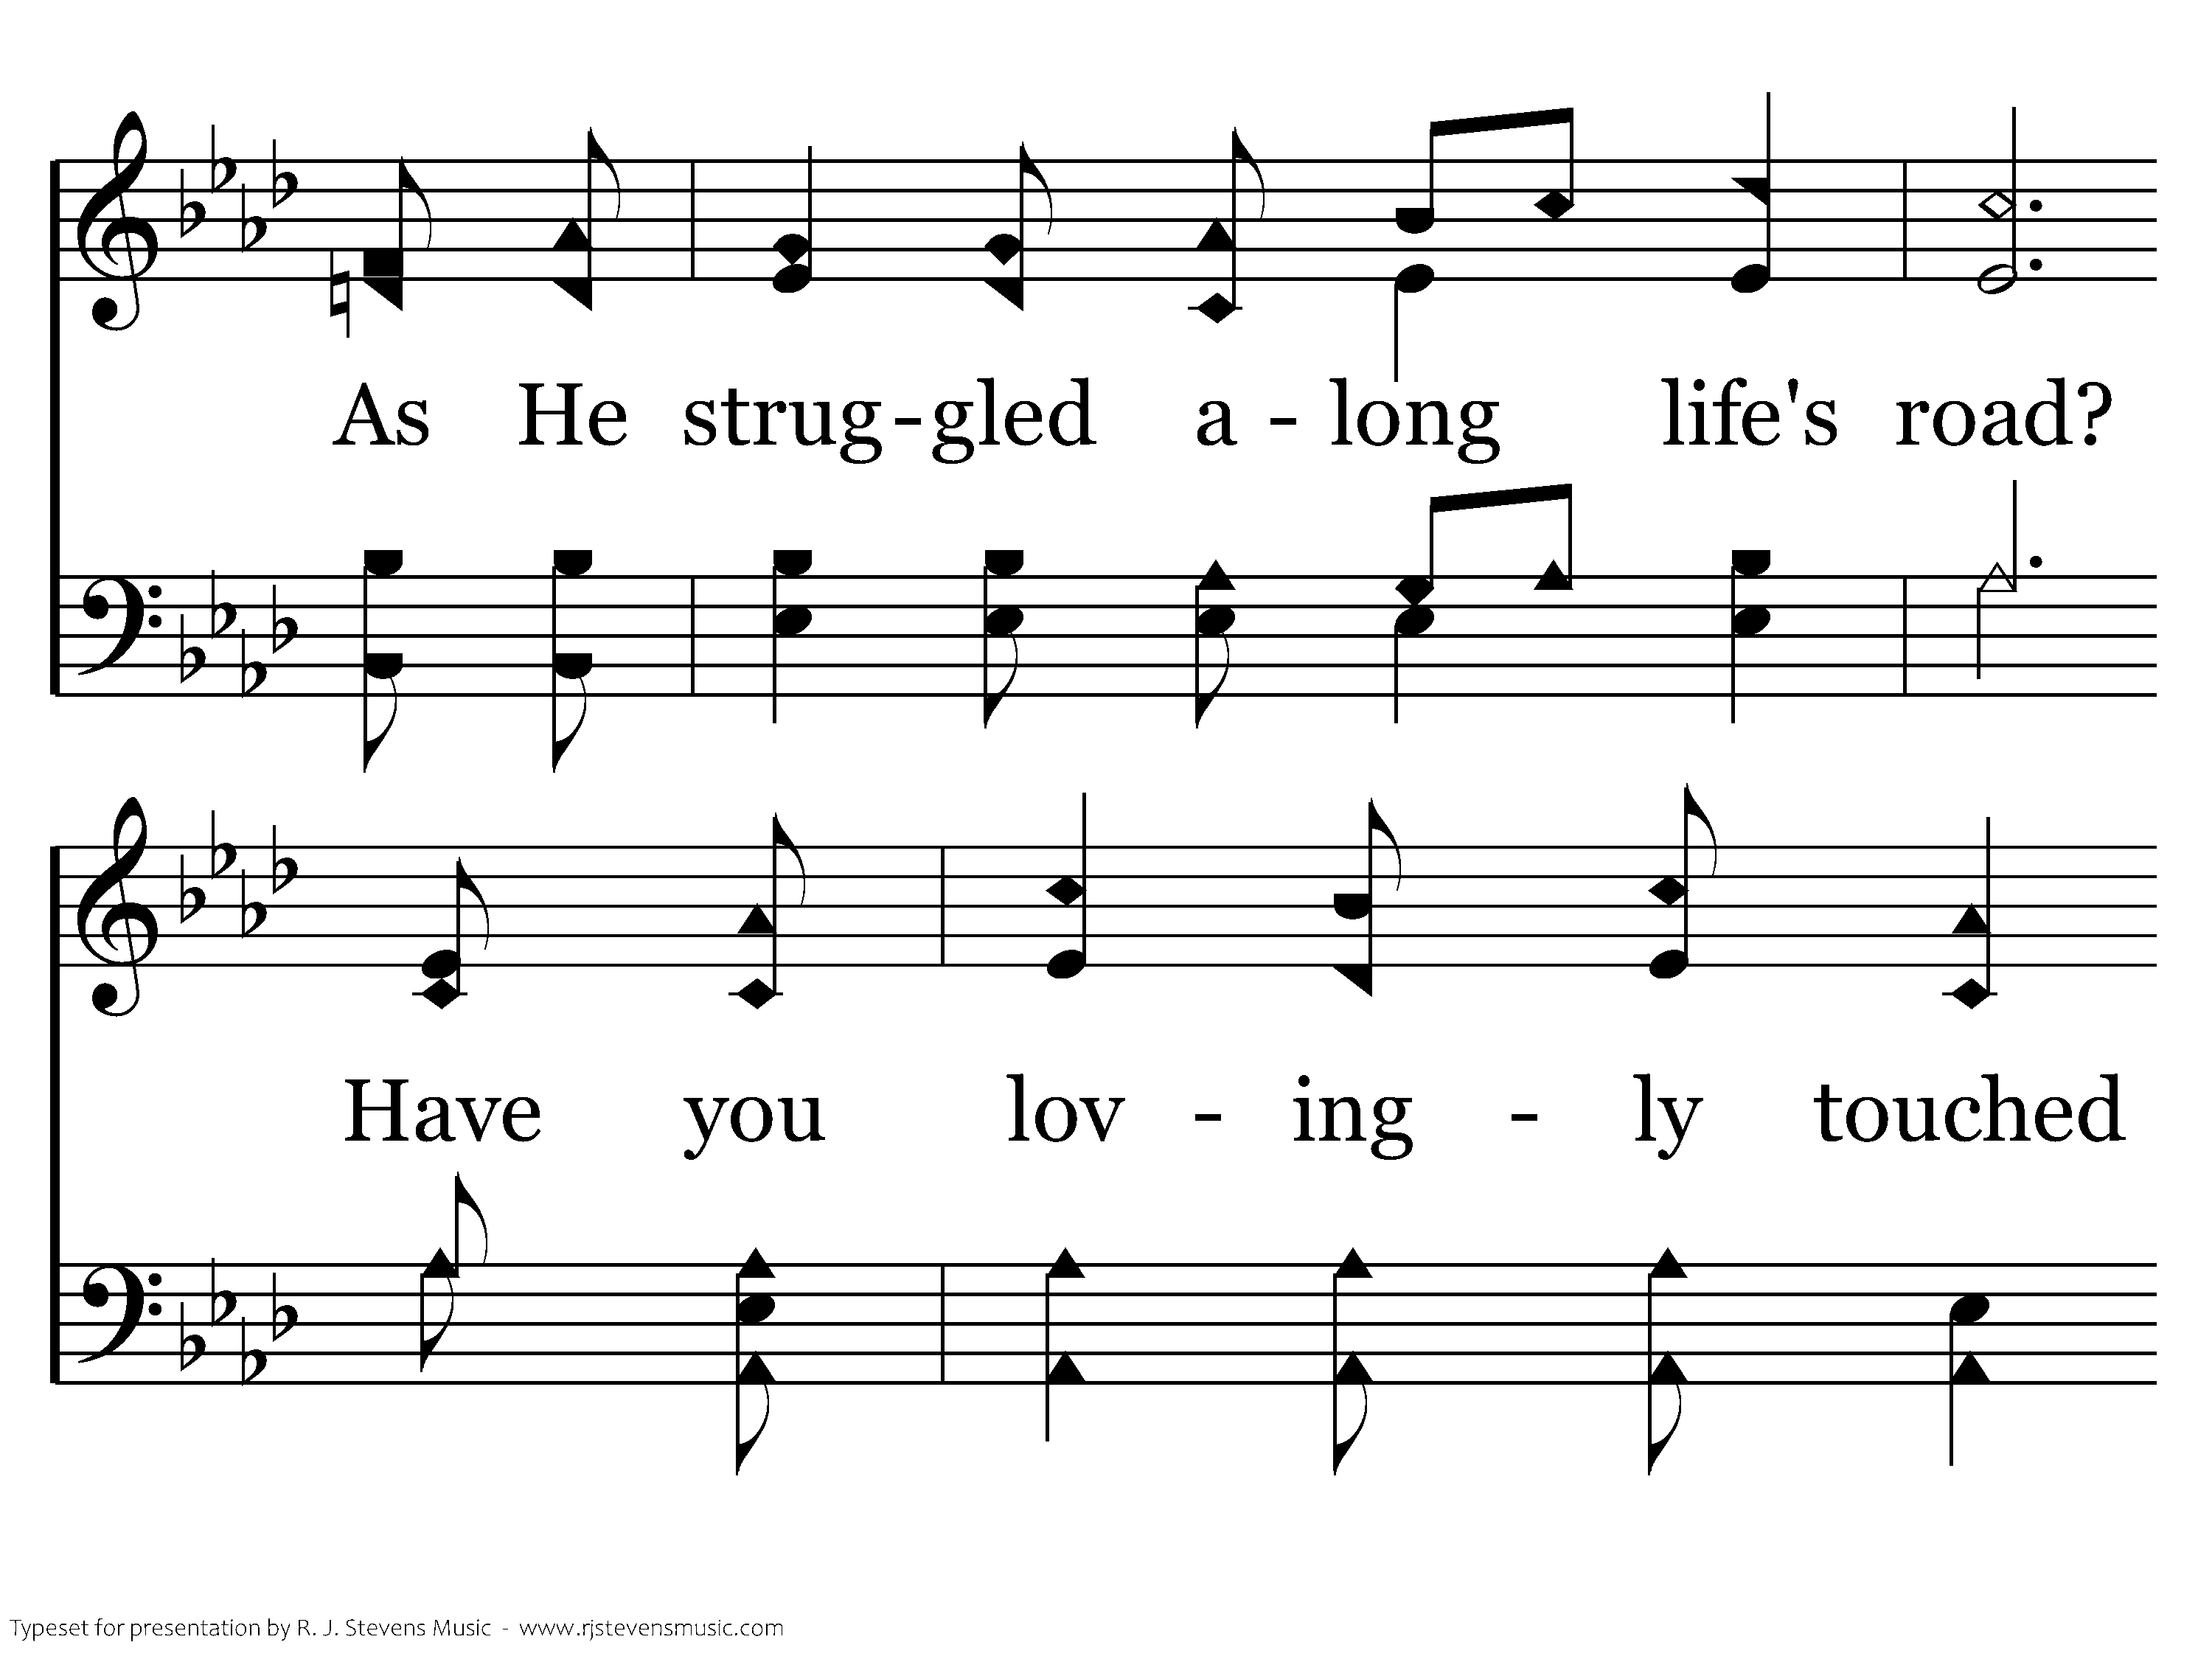 As He strug-gled a - long life's road?
Have you lov - ing - ly touched
Typeset for presentation by R. J. Stevens Music - www.rjstevensmusic.com